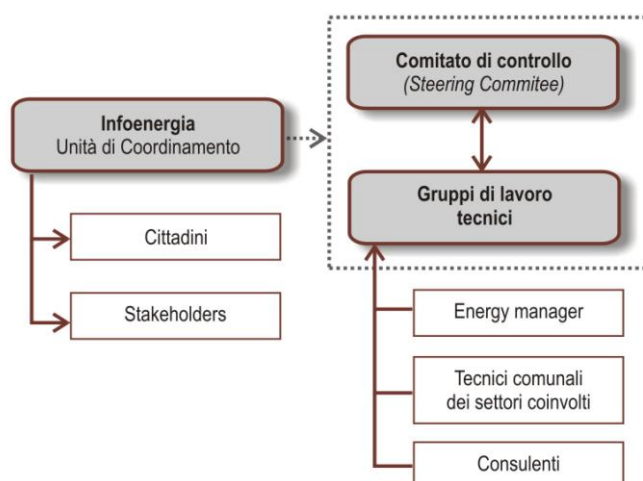 Comitato di controllo
(Steering Commitee)
Infoenergia
Unità di Coordinamento
Gruppi di lavoro
tecnici
Cittadini
Stakeholders
Energy manager
Tecnici comunali
dei settori coinvolti
Consulenti